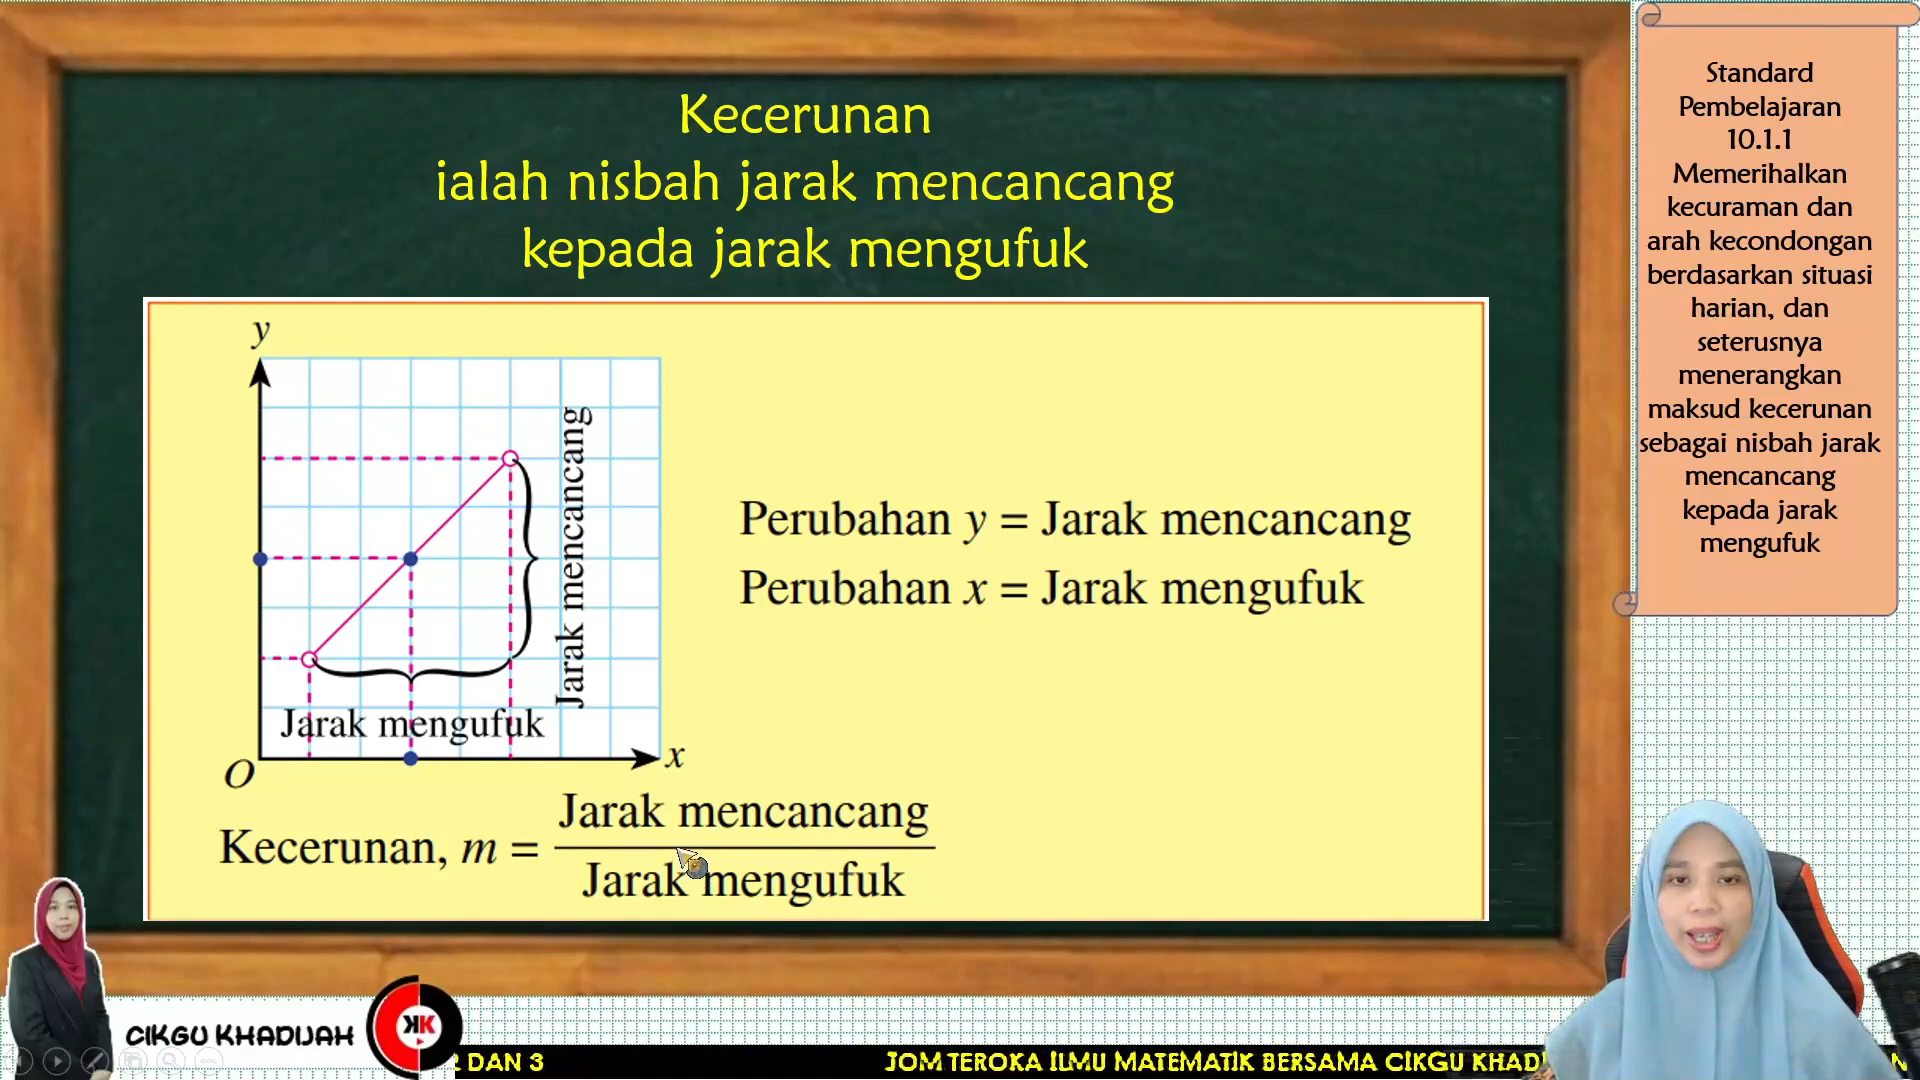 Kecerunan
ialah nisbah jarak mencancang
kepada jarak mengufuk
y
Jarak mencancang
Jarak mengufuk
O
x
Perubahan y = Jarak mencancang
Perubahan x = Jarak mengufuk
Kecerunan, m = Jarak mencancang
Jarak mengufuk
Standard
Pembelajaran
10.1.1
Memerihalkan
kecuraman dan
arah kecondongan
berdasarkan situasi
harian, dan
seterusnya
menerangkan
maksud kecerunan
sebagai nisbah jarak
mencancang
kepada jarak
mengufuk
CIKGU KHADIJAH
KK
2 DAN 3 JOM TEROKA ILMU MATEMATIK BERSAMA CIKGU KHAD